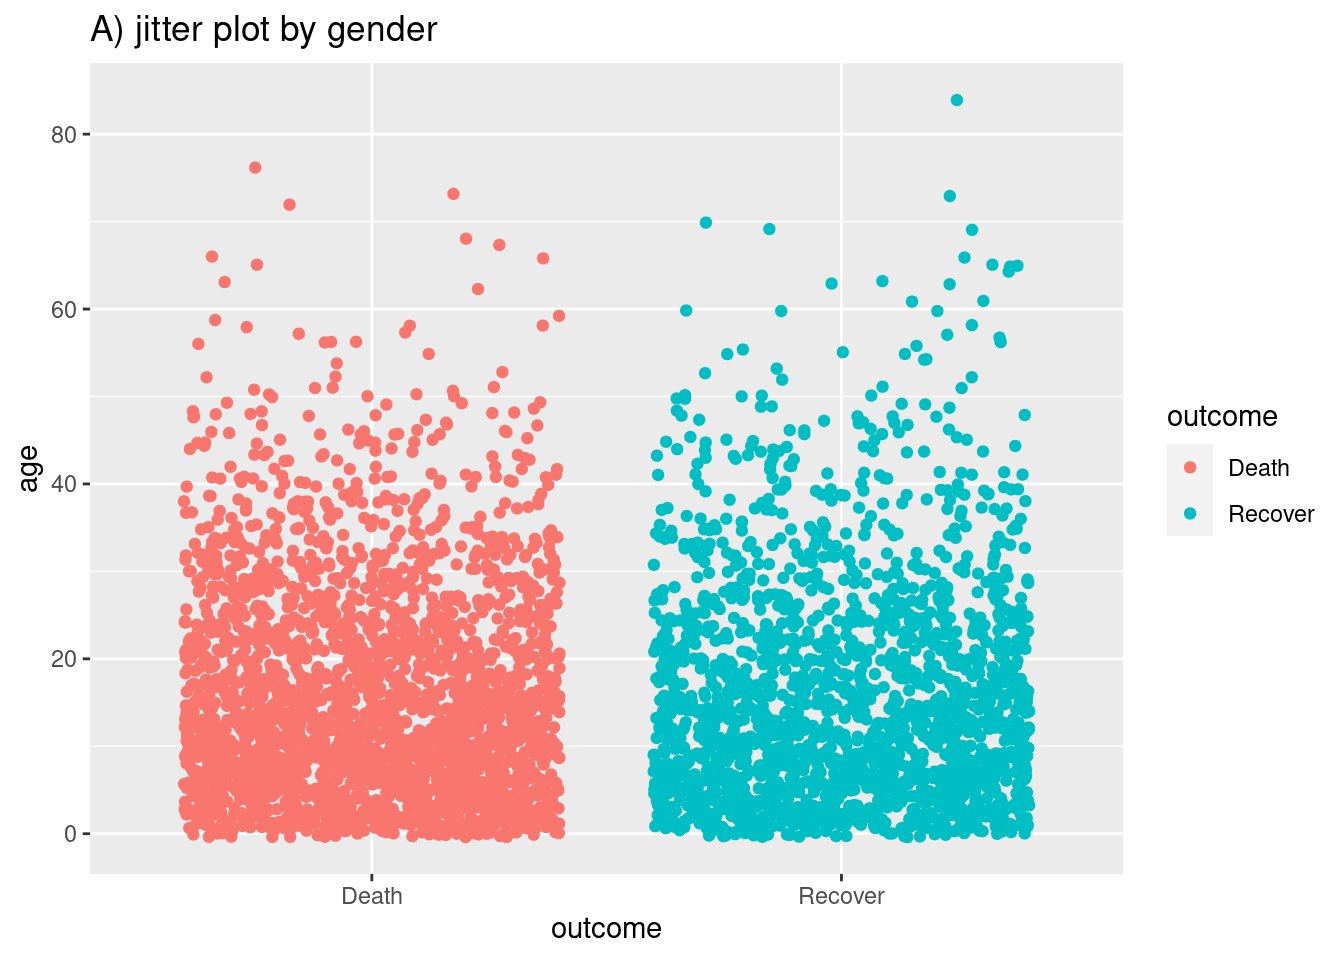 A) jitter plot by gender
80
60
40
20
0
age
Death
Recover
outcome
outcome
Death
Recover